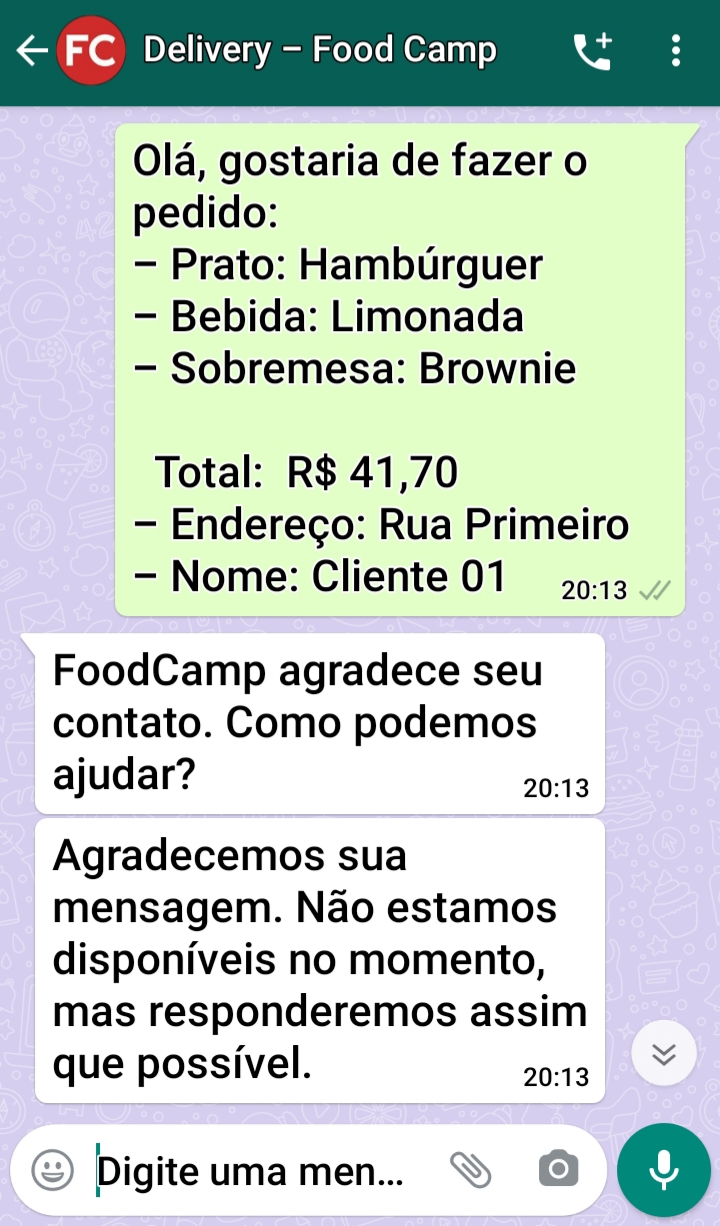 FC Delivery – Food Camp
Olá, gostaria de fazer o
pedido:
– Prato: Hambúrguer
– Bebida: Limonada
– Sobremesa: Brownie
Total: R$ 41,70
– Endereço: Rua Primeiro
– Nome: Cliente 01 20:13
FoodCamp agradece seu
contato. Como podemos
ajudar? 20:13
Agradecemos sua
mensagem. Não estamos
disponíveis no momento,
mas responderemos assim
que possível. 20:13
Digite uma men...